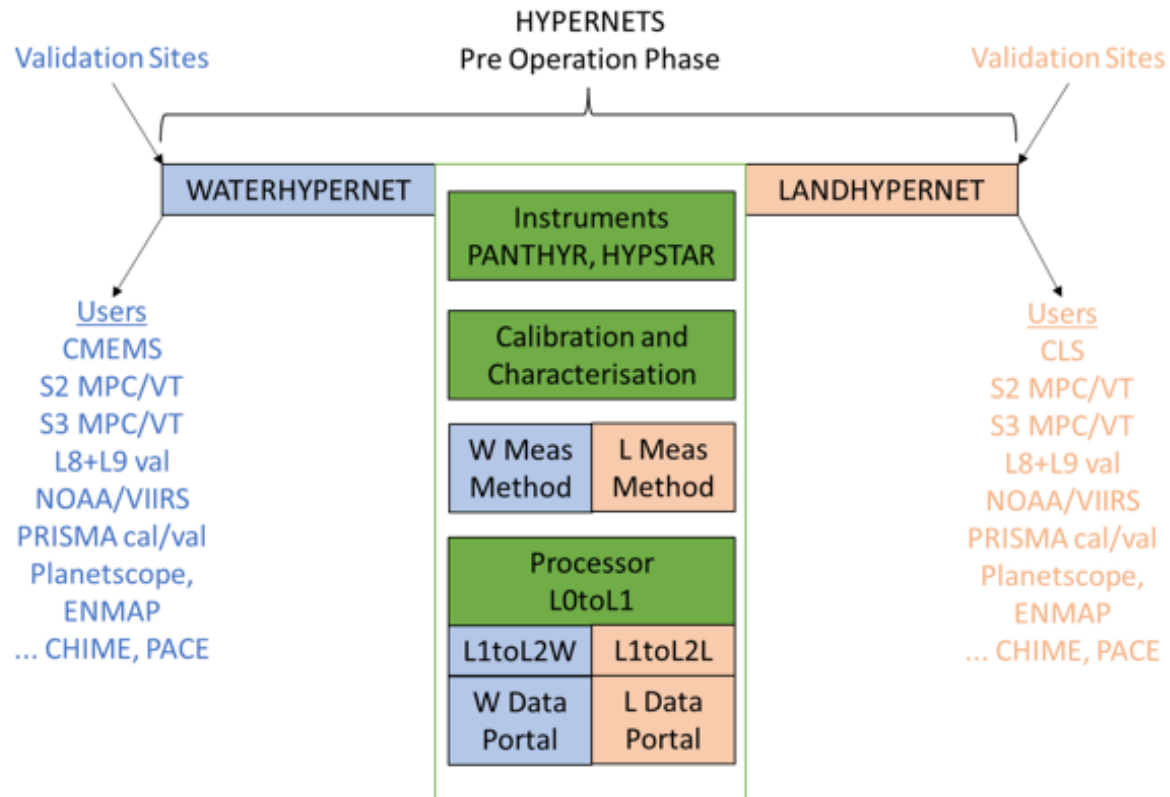 HYPERNETS
Pre Operation Phase
Validation Sites
Validation Sites
WATERHYPERNET
LANDHYPERNET
Instruments
PANTHYR, HYPSTAR
Calibration and
Characterisation
W Meas
Method
L Meas
Method
Processor
L0toL1
L1toL2W
L1toL2L
W Data
Portal
L Data
Portal
Users
CMEMS
S2 MPC/VT
S3 MPC/VT
L8+L9 val
NOAA/VIIRS
PRISMA cal/val
Planetscope,
ENMAP
... CHIME, PACE
Users
CLS
S2 MPC/VT
S3 MPC/VT
L8+L9 val
NOAA/VIIRS
PRISMA cal/val
Planetscope,
ENMAP
... CHIME, PACE